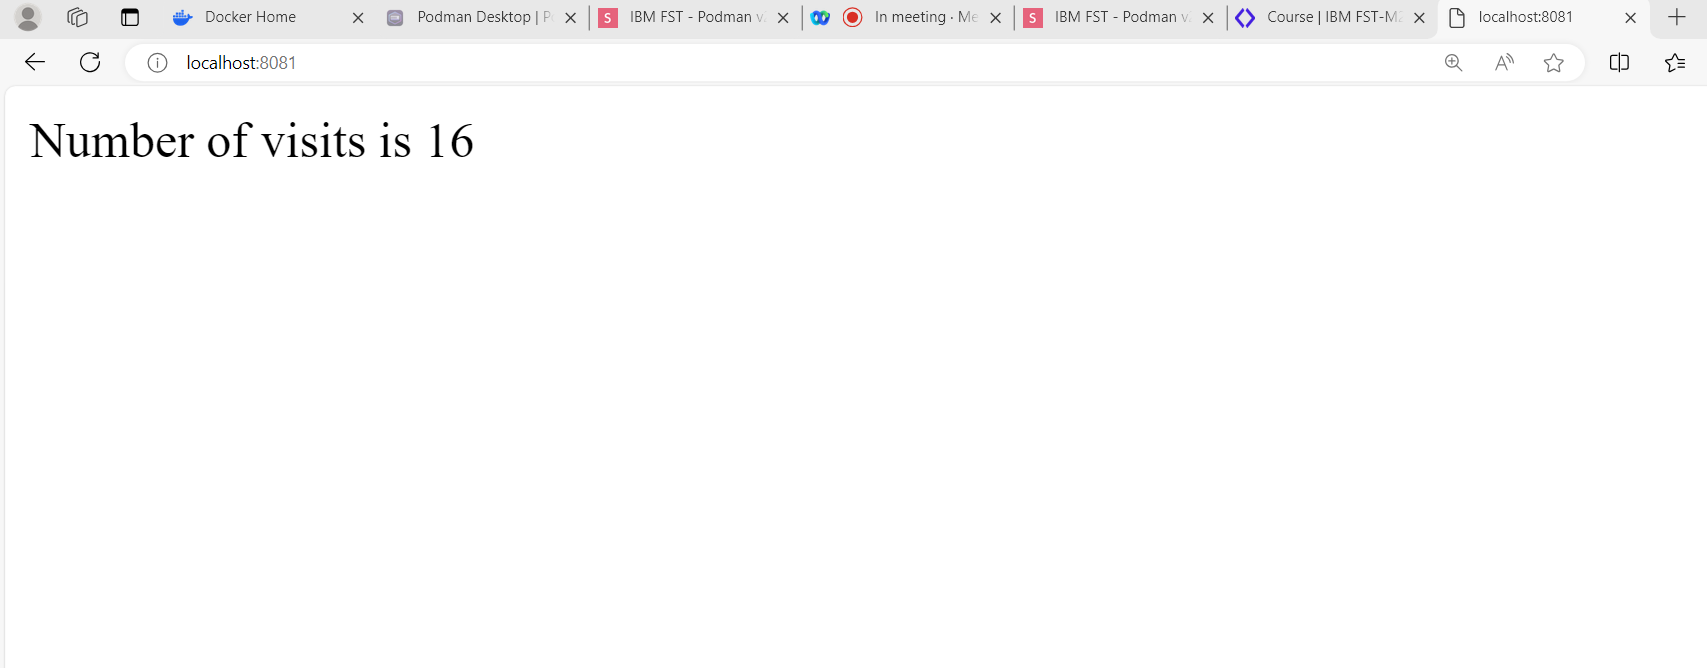 Docker Home
Podman Desktop | P
S IBM FST - Podman v.
In meeting · Me
S IBM FST - Podman v.
Course | IBM FST-M2
localhost:8081
localhost:8081
Number of visits is 16